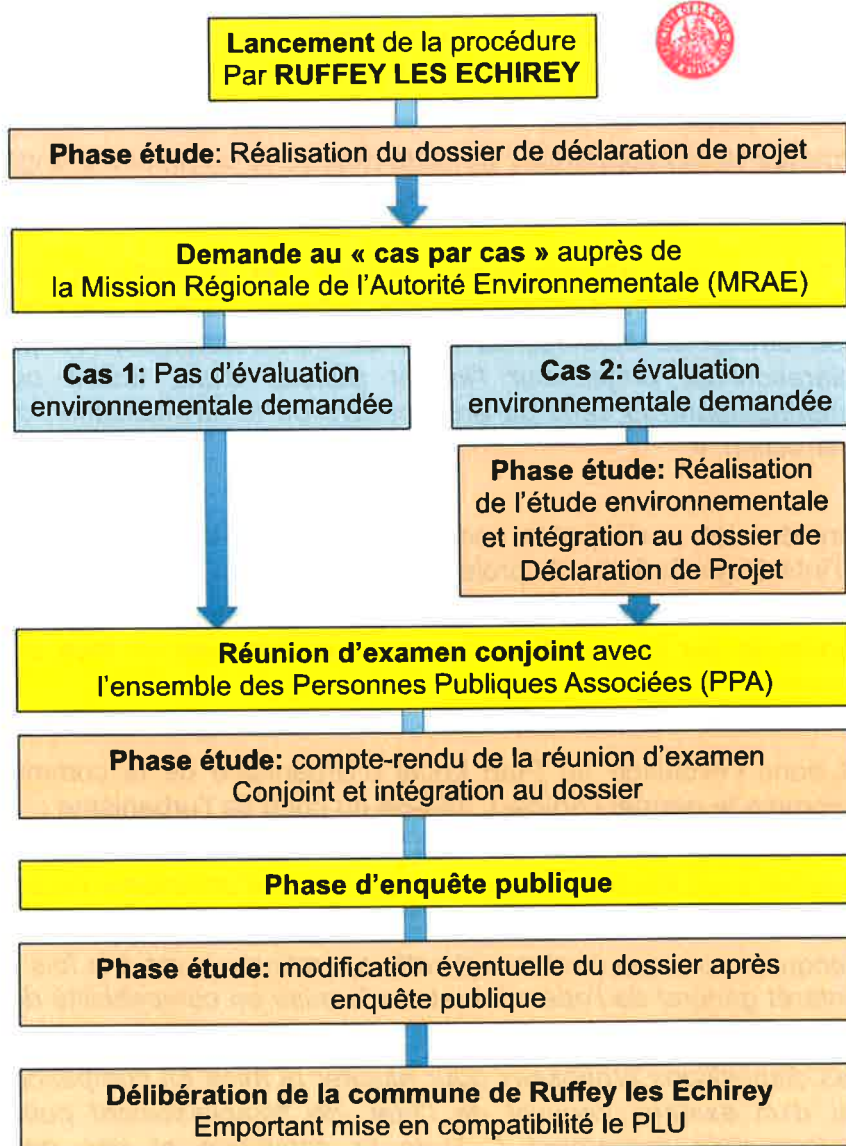 Lancement de la procédure
Par RUFFEY LES ECHIREY
Phase étude: Réalisation du dossier de déclaration de projet
Demande au « cas par cas » auprès de
la Mission Régionale de l'Autorité Environnementale (MRAE)
Cas 1: Pas d'évaluation
environnementale demandée
Cas 2: évaluation
environnementale demandée
Phase étude: Réalisation
de l'étude environnementale
et intégration au dossier de
Déclaration de Projet
Réunion d'examen conjoint avec
l'ensemble des Personnes Publiques Associées (PPA)
Phase étude: compte-rendu de la réunion d'examen
Conjoint et intégration au dossier
Phase d'enquête publique
Phase étude: modification éventuelle du dossier après
enquête publique
Délibération de la commune de Ruffey les Echirey
Emportant mise en compatibilité le PLU